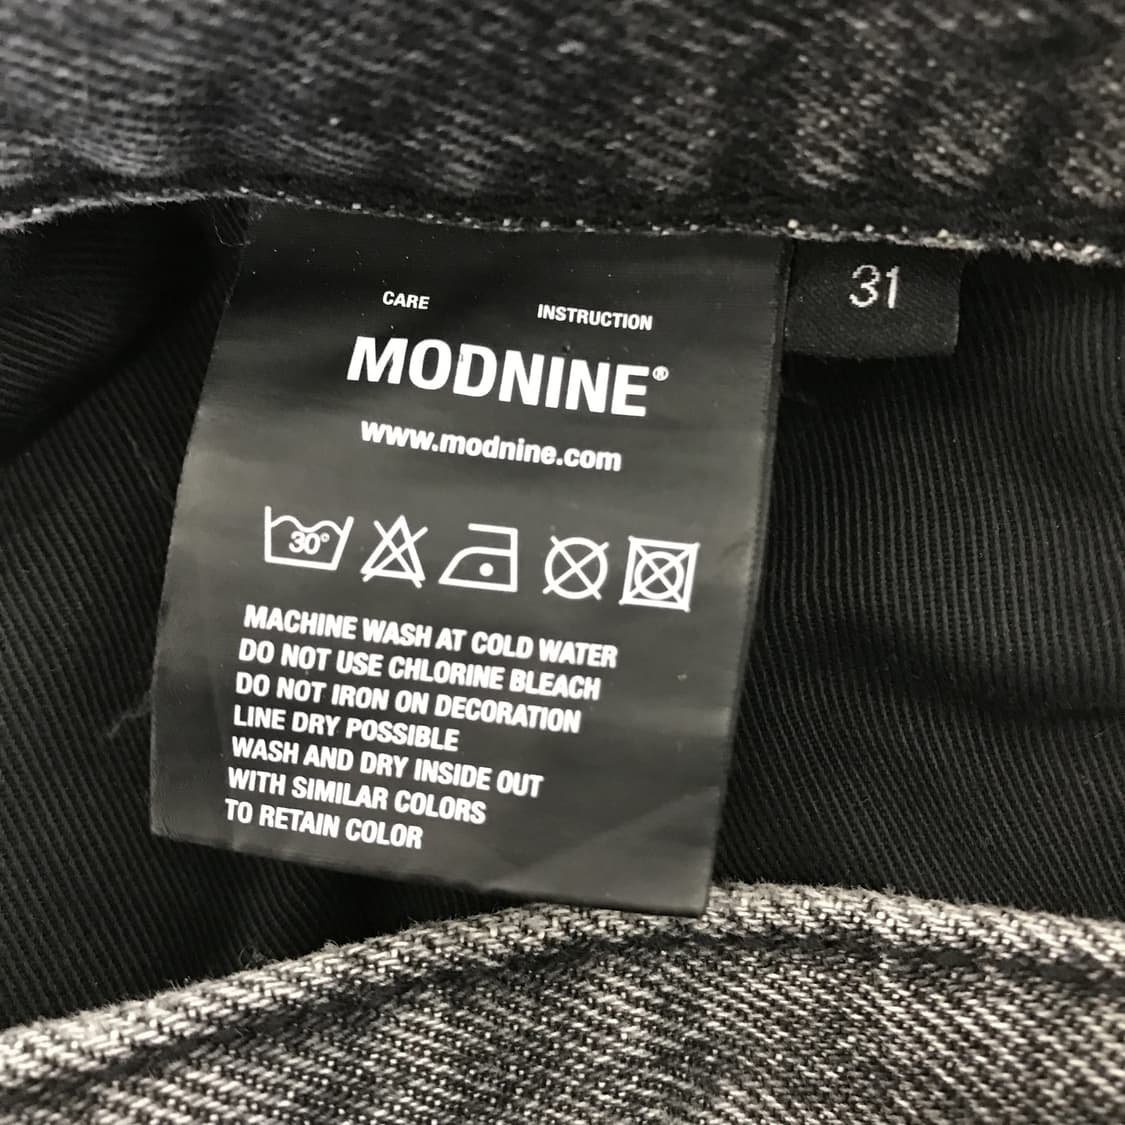 CARE INSTRUCTION
31
MODNINE®
www.modnine.com
30°
MACHINE WASH AT COLD WATER
DO NOT USE CHLORINE BLEACH
DO NOT IRON ON DECORATION
LINE DRY POSSIBLE
WASH AND DRY INSIDE OUT
WITH SIMILAR COLORS
TO RETAIN COLOR